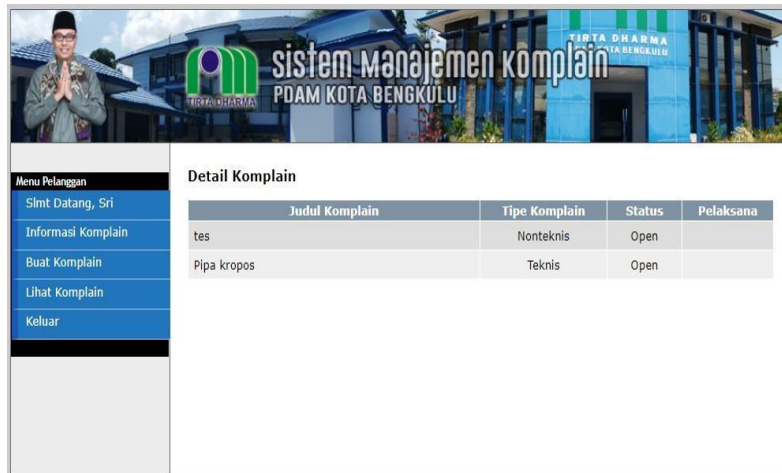 TIRTA DHARMA
PDAM KOTA BENGKULU
TIRTA DHARMA
sistem Manajemen Komplain
PDAM KOTA BENGKULU
Menu Pelanggan
Slmt Datang, Sri
Informasi Komplain
Buat Komplain
Lihat Komplain
Keluar
Detail Komplain
Judul Komplain Tipe Komplain Status Pelaksana
tes Nonteknis Open
Pipa kropos Teknis Open